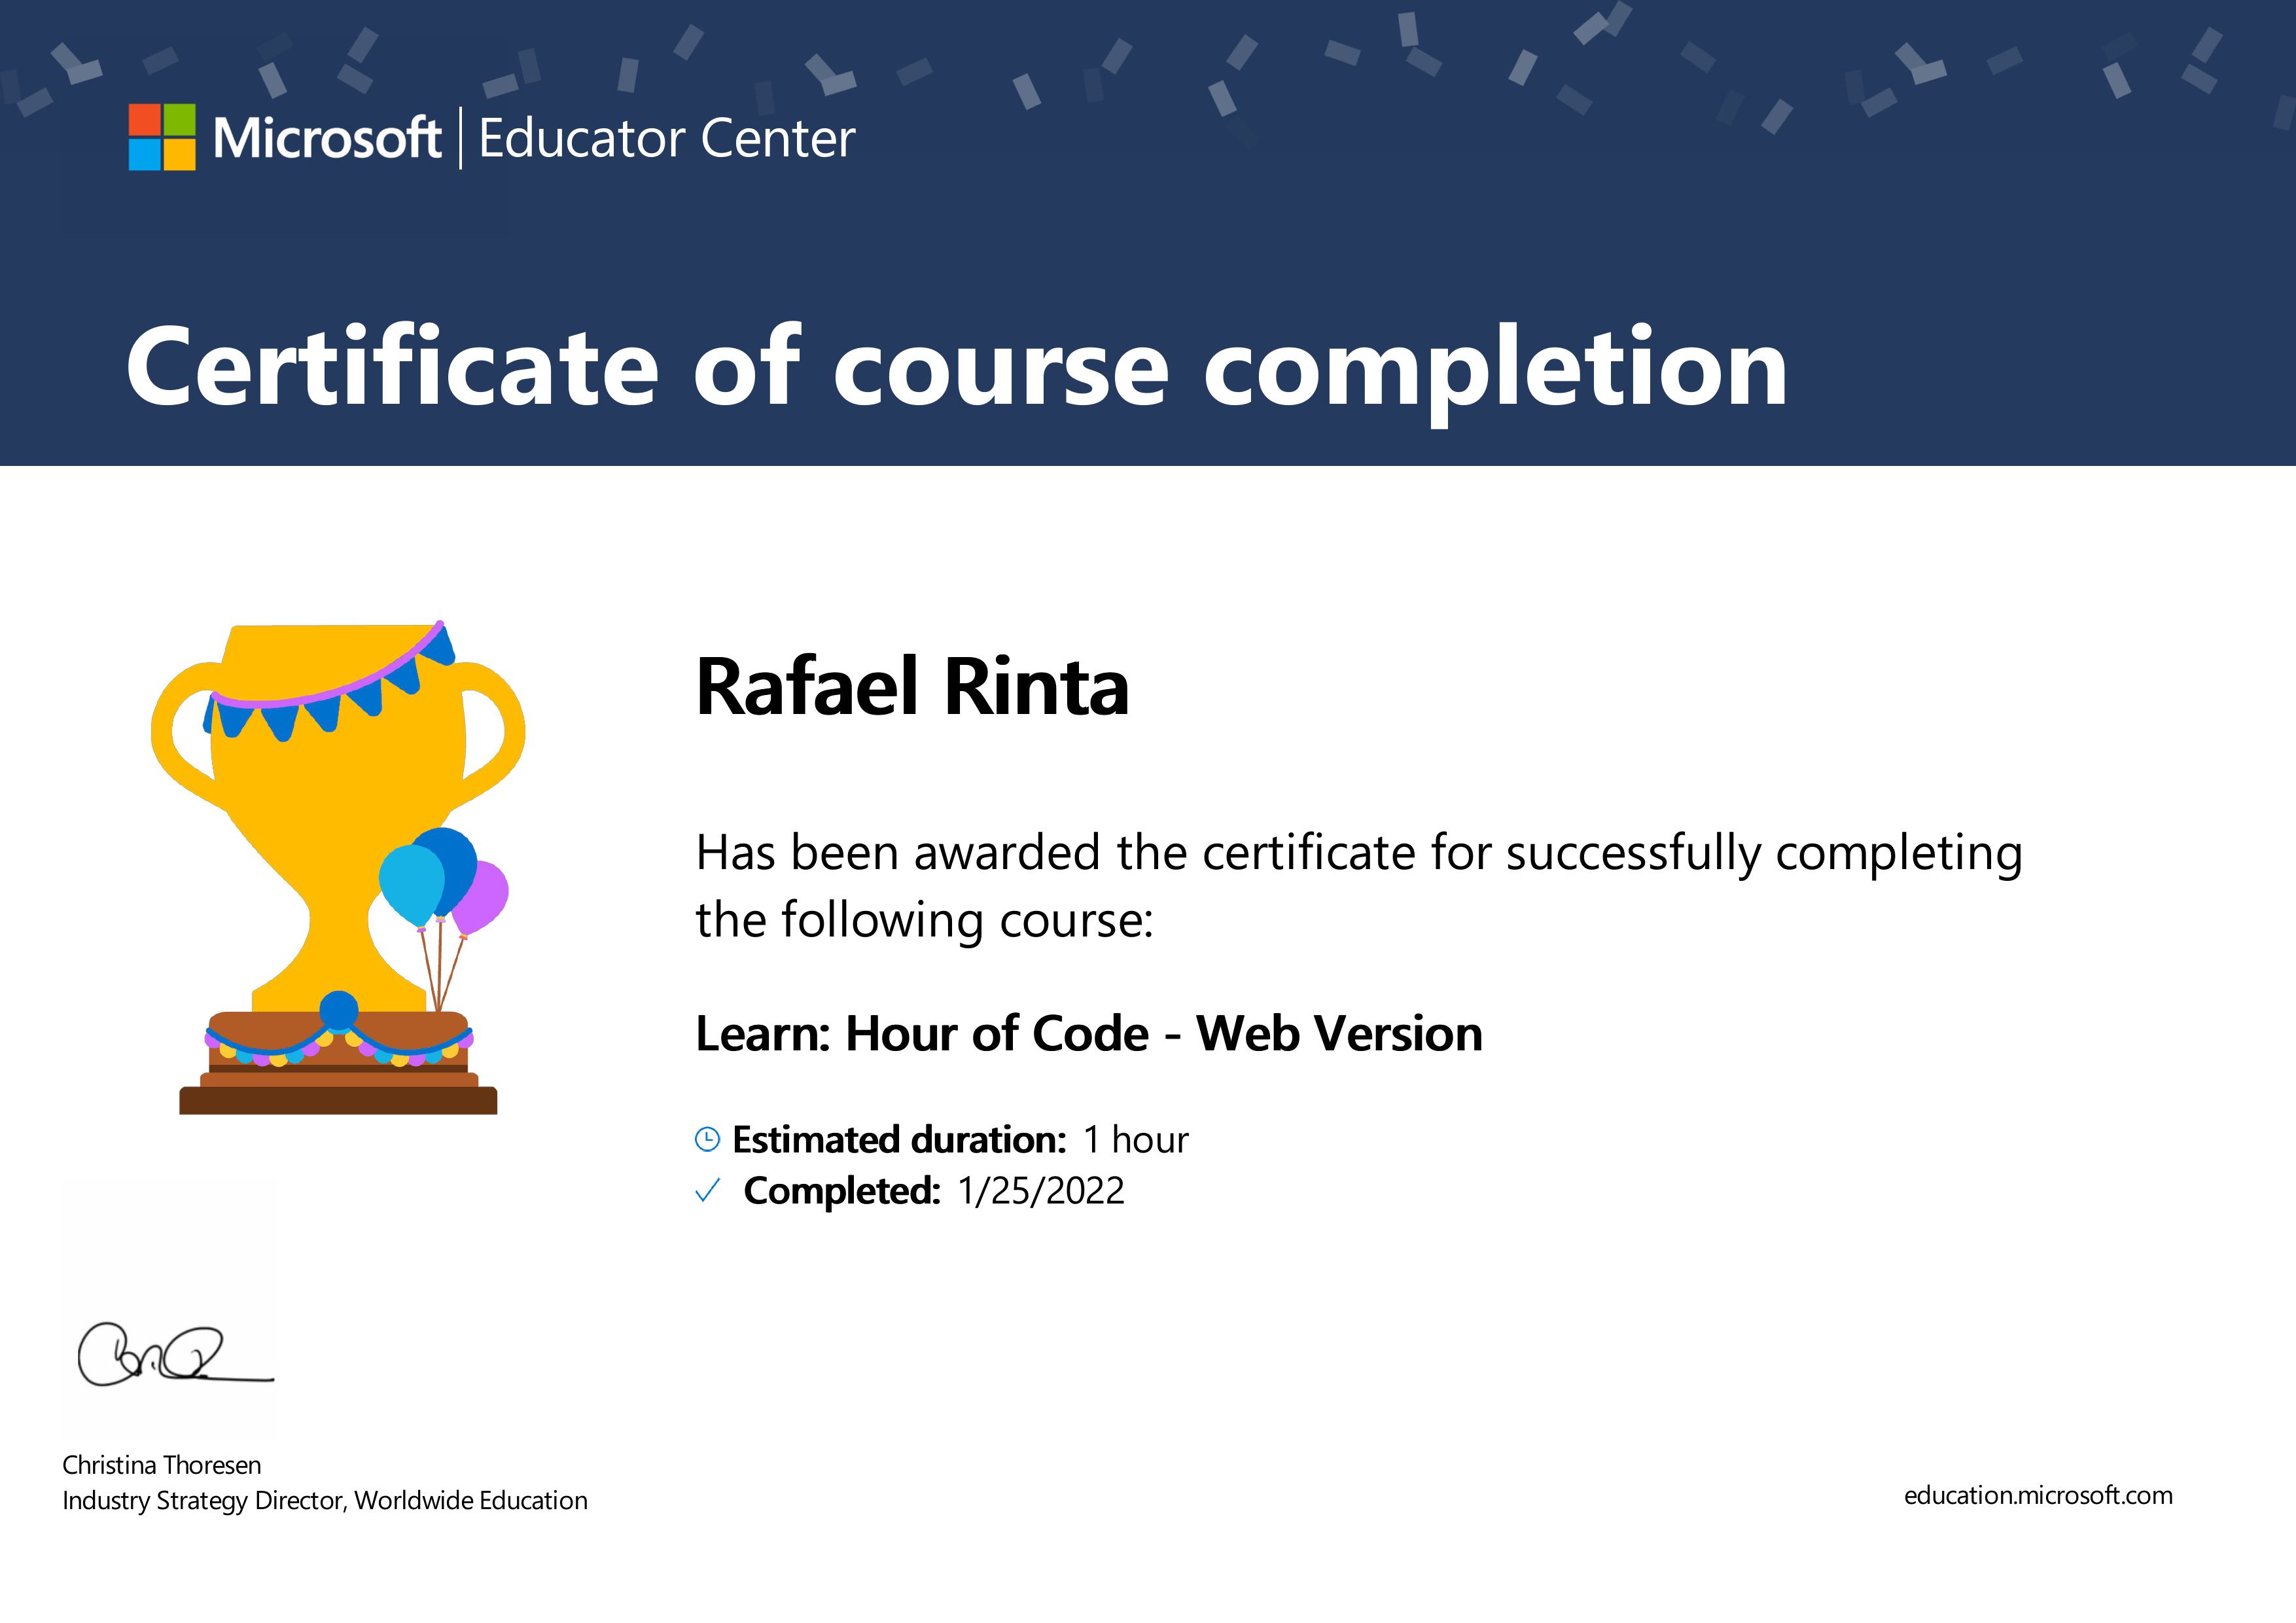 Microsoft | Educator Center
Certificate of course completion
Rafael Rinta
Has been awarded the certificate for successfully completing
the following course:
Learn: Hour of Code - Web Version
Estimated duration: 1 hour
Completed: 1/25/2022
Christina Thoresen
Industry Strategy Director, Worldwide Education
education.microsoft.com